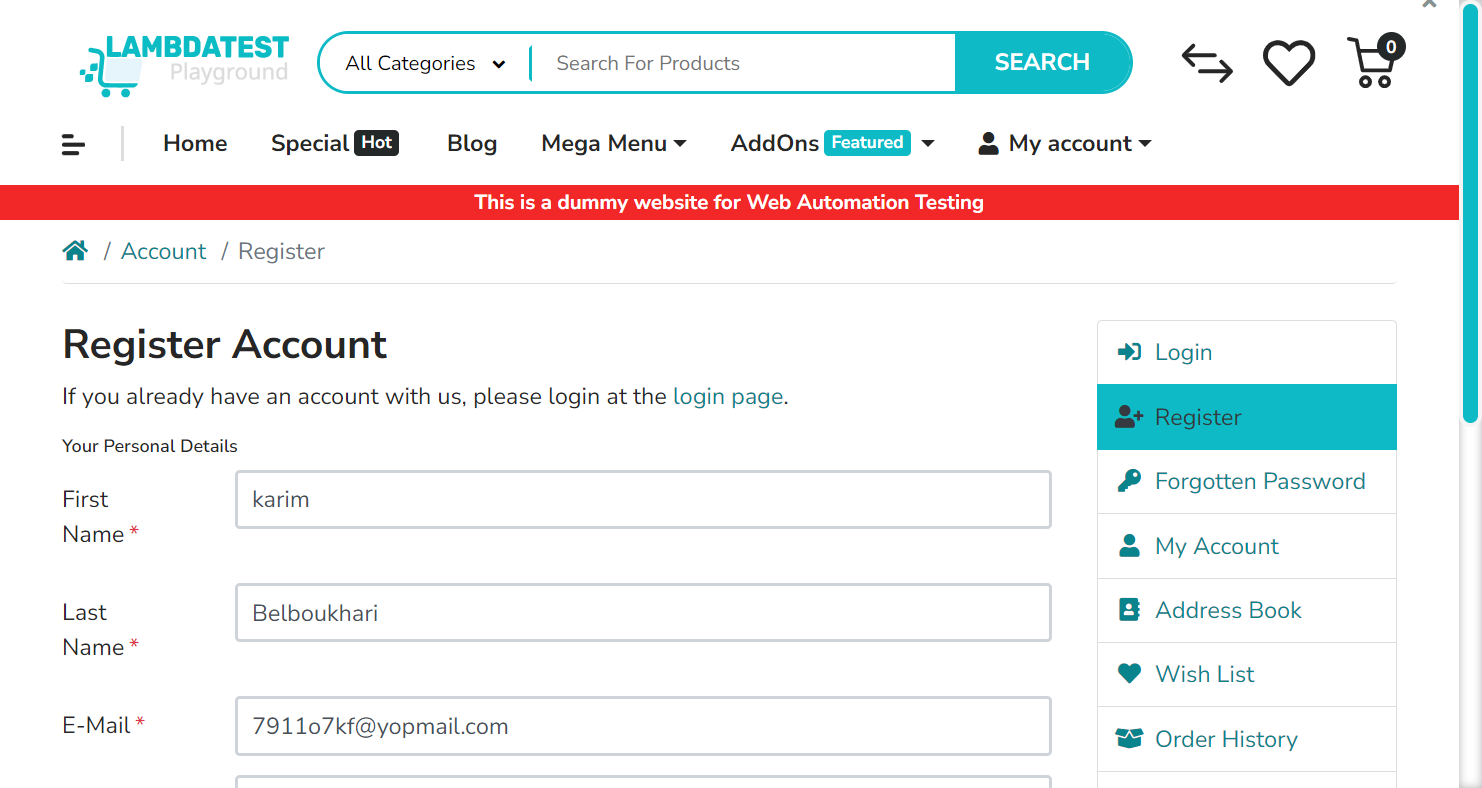 LAMBDATEST
Playground
All Categories
Search For Products
SEARCH
0
Home
Special Hot
Blog
Mega Menu
AddOns Featured
My account
This is a dummy website for Web Automation Testing
/ Account / Register
Register Account
If you already have an account with us, please login at the login page.
Your Personal Details
First
Name *
karim
Last
Name *
Belboukhari
E-Mail *
7911o7kf@yopmail.com
Login
Register
Forgotten Password
My Account
Address Book
Wish List
Order History